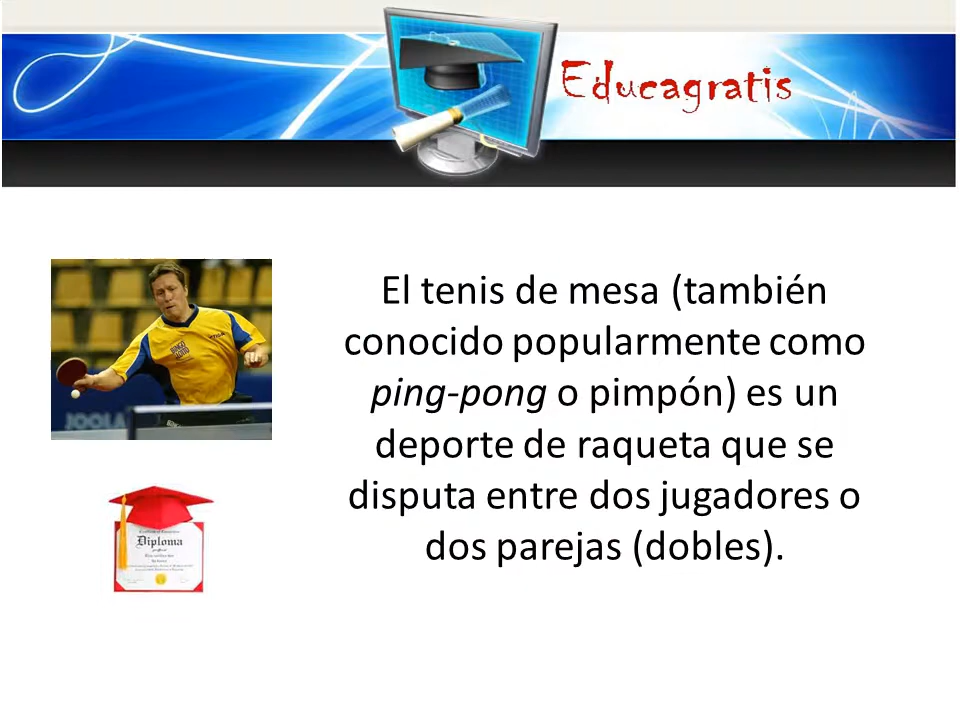 Educagratis
El tenis de mesa (también
conocido popularmente como
ping-pong o pimpón) es un
deporte de raqueta que se
disputa entre dos jugadores o
dos parejas (dobles).
JOOLA
Diploma